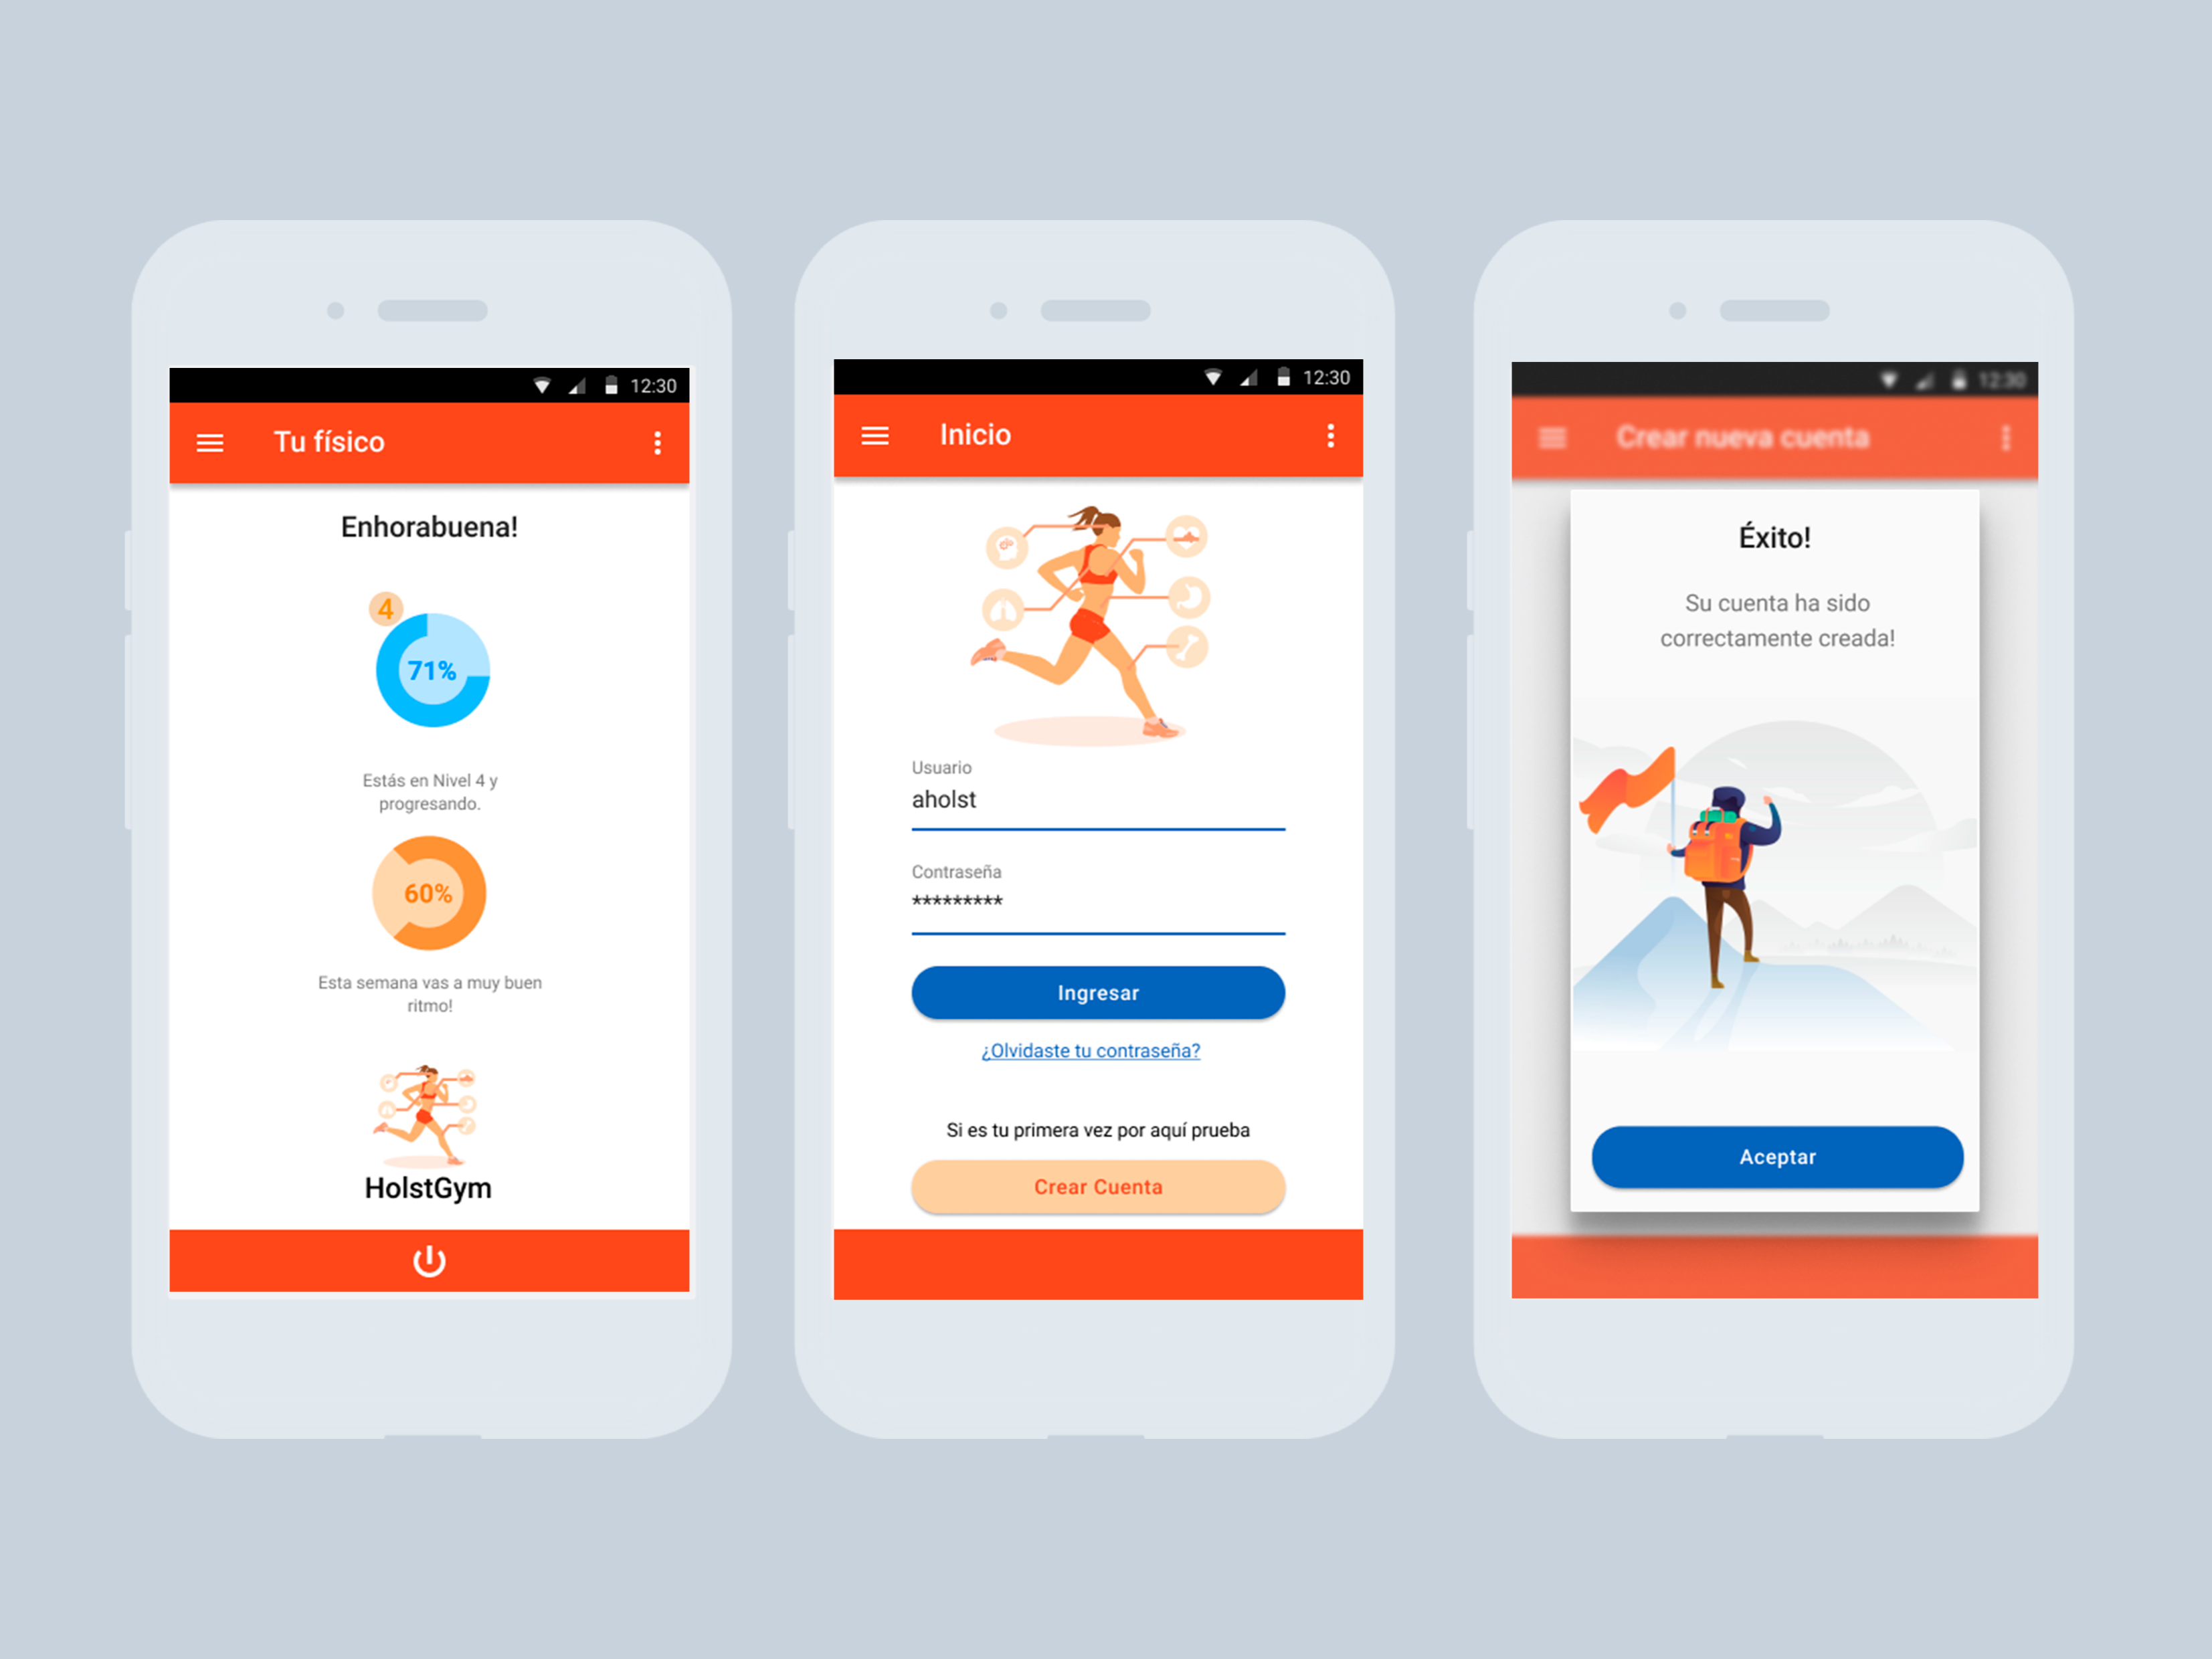 12:30
Tu físico
Enhorabuena!
4
71%
Estás en Nivel 4 y
progresando.
60%
Esta semana vas a muy buen
ritmo!
HolstGym
12:30
Inicio
Usuario
aholst
Contraseña
*********
Ingresar
¿Olvidaste tu contraseña?
Si es tu primera vez por aquí prueba
Crear Cuenta
12:30
Crear nueva cuenta
Éxito!
Su cuenta ha sido
correctamente creada!
Aceptar